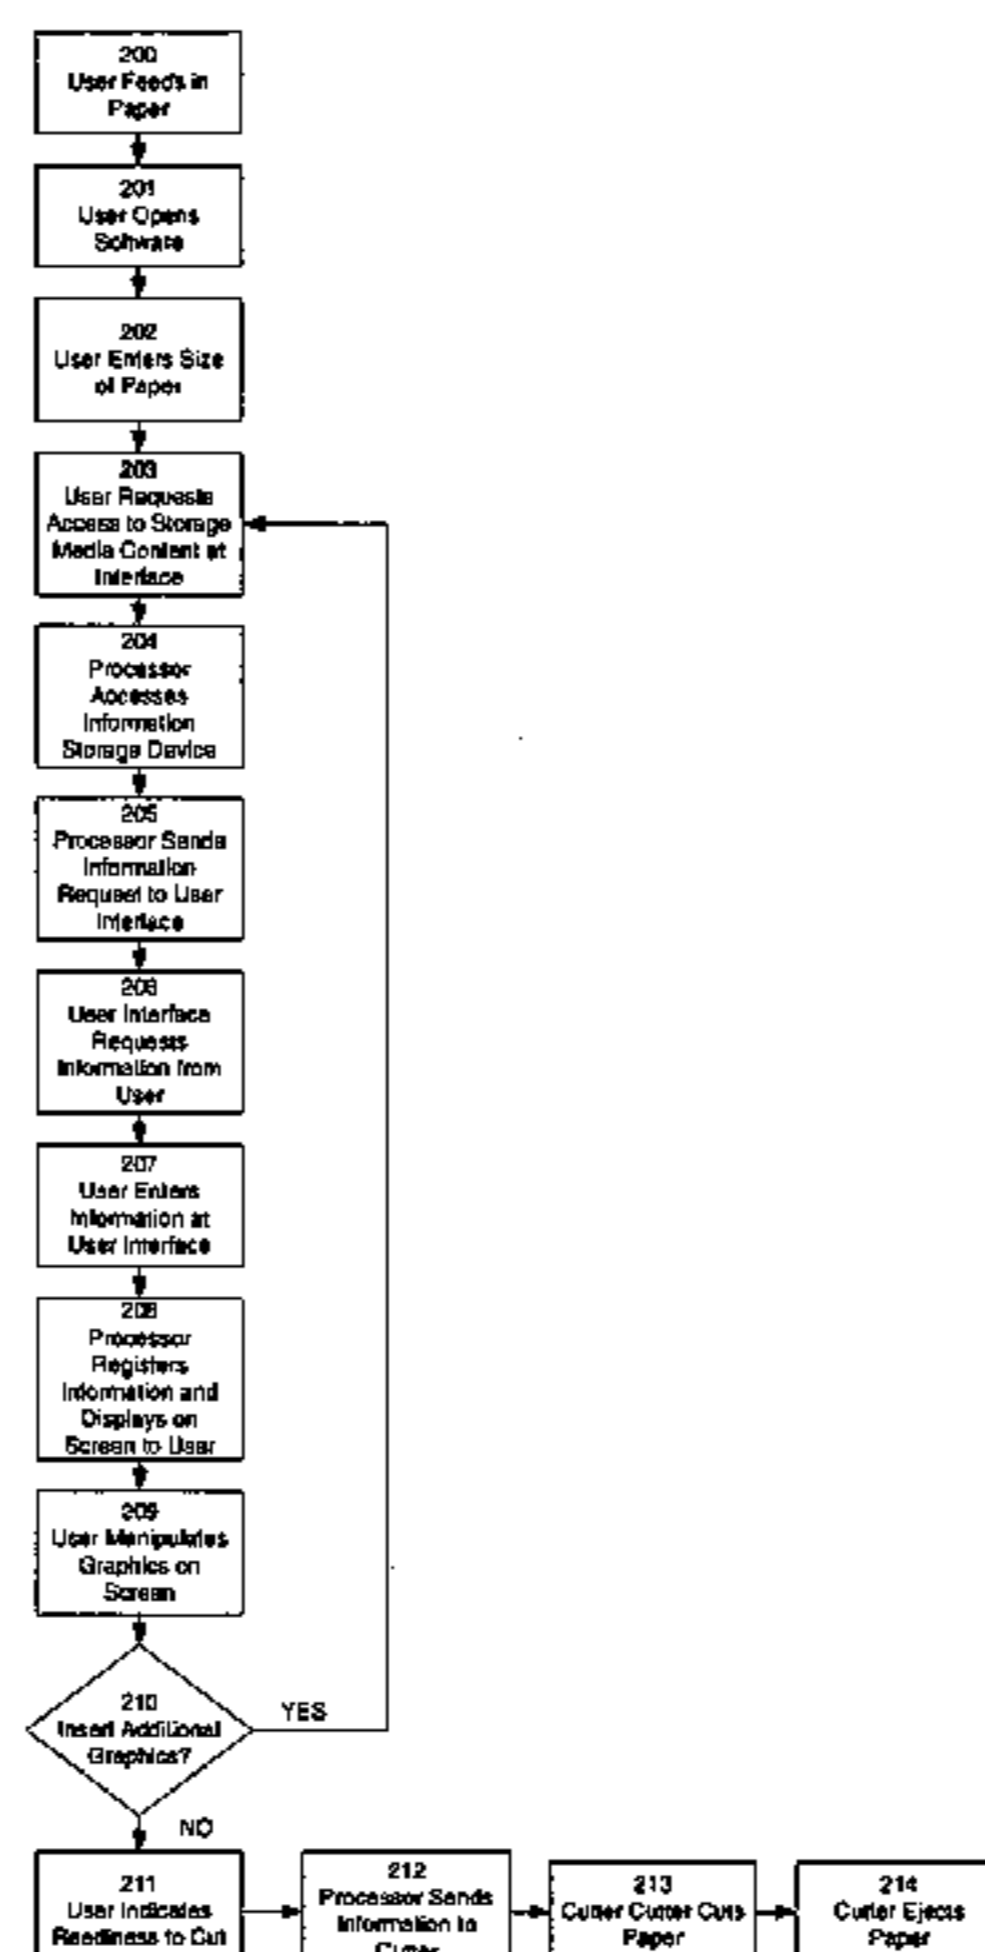 200
User Feeds in
Paper
201
User Opens
Software
202
User Enters Size
of Paper
203
User Requests
Access to Storage
Media Content at
Interface
204
Processor
Accesses
Information
Storage Device
205
Processor Sends
Information
Request to User
Interface
206
User Interface
Requests
Information from
User
207
User Enters
Information at
User Interface
208
Processor
Registers
Information and
Displays on
Screen to User
209
User Manipulates
Graphics on
Screen
210
Insert Additional
Graphics?
YES
NO
211
User Indicates
Readiness to Cut
212
Processor Sends
Information to
Cutter
213
Cutter Cutter Cuts
Paper
214
Cutter Ejects
Paper